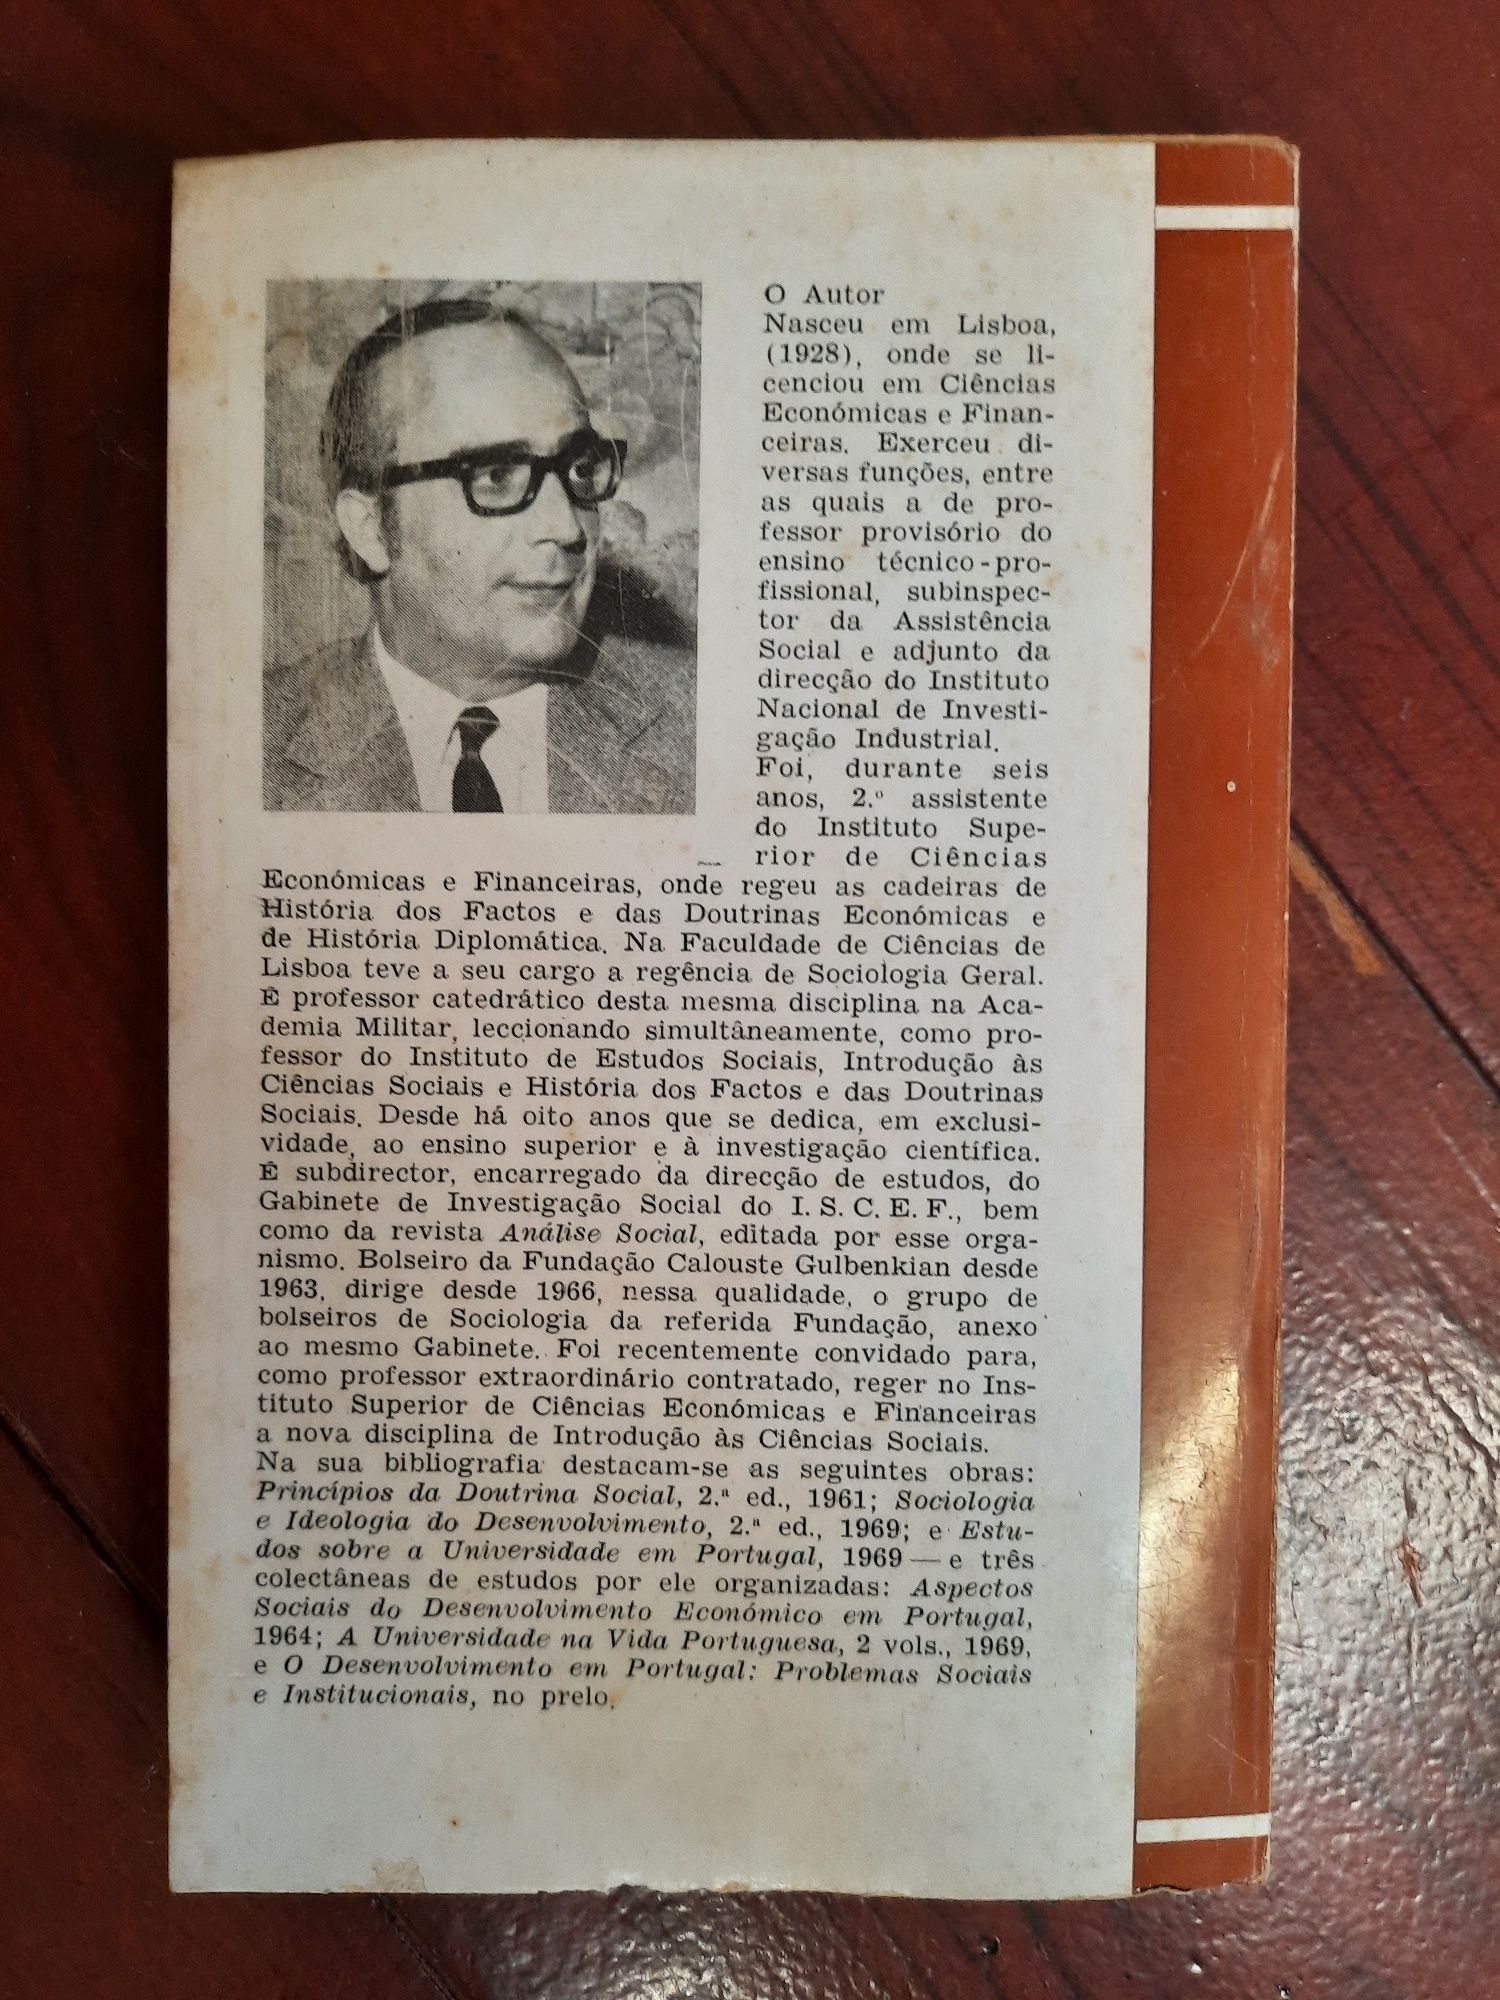 O Autor
Nasceu em Lisboa,
(1928), onde se li-
cenciou em Ciências
Económicas e Finan-
ceiras. Exerceu di-
versas funções, entre
as quais a de pro-
fessor provisório do
ensino técnico-pro-
fissional, subinspec-
tor da Assistência
Social e adjunto da
direcção do Instituto
Nacional de Investi-
gação Industrial.
Foi, durante seis
anos, 2.º assistente
do Instituto Supe-
rior de Ciências
Económicas e Financeiras, onde regeu as cadeiras de
História dos Factos e das Doutrinas Económicas e
de História Diplomática. Na Faculdade de Ciências de
Lisboa teve a seu cargo a regência de Sociologia Geral.
É professor catedrático desta mesma disciplina na Aca-
demia Militar, leccionando simultâneamente, como pro-
fessor do Instituto de Estudos Sociais, Introdução às
Ciências Sociais e História dos Factos e das Doutrinas
Sociais. Desde há oito anos que se dedica, em exclusi-
vidade, ao ensino superior e à investigação científica.
É subdirector, encarregado da direcção de estudos, do
Gabinete de Investigação Social do I. S. C. E. F., bem
como da revista Análise Social, editada por esse orga-
nismo. Bolseiro da Fundação Calouste Gulbenkian desde
1963, dirige desde 1966, nessa qualidade, o grupo de
bolseiros de Sociologia da referida Fundação, anexo
ao mesmo Gabinete. Foi recentemente convidado para,
como professor extraordinário contratado, reger no Ins-
tituto Superior de Ciências Económicas e Financeiras
a nova disciplina de Introdução às Ciências Sociais.
Na sua bibliografia destacam-se as seguintes obras:
Princípios da Doutrina Social, 2.ª ed., 1961; Sociologia
e Ideologia do Desenvolvimento, 2.ª ed., 1969; e Estu-
dos sobre a Universidade em Portugal, 1969 — e três
colectâneas de estudos por ele organizadas: Aspectos
Sociais do Desenvolvimento Económico em Portugal,
1964; A Universidade na Vida Portuguesa, 2 vols., 1969,
e O Desenvolvimento em Portugal: Problemas Sociais
e Institucionais, no prelo.